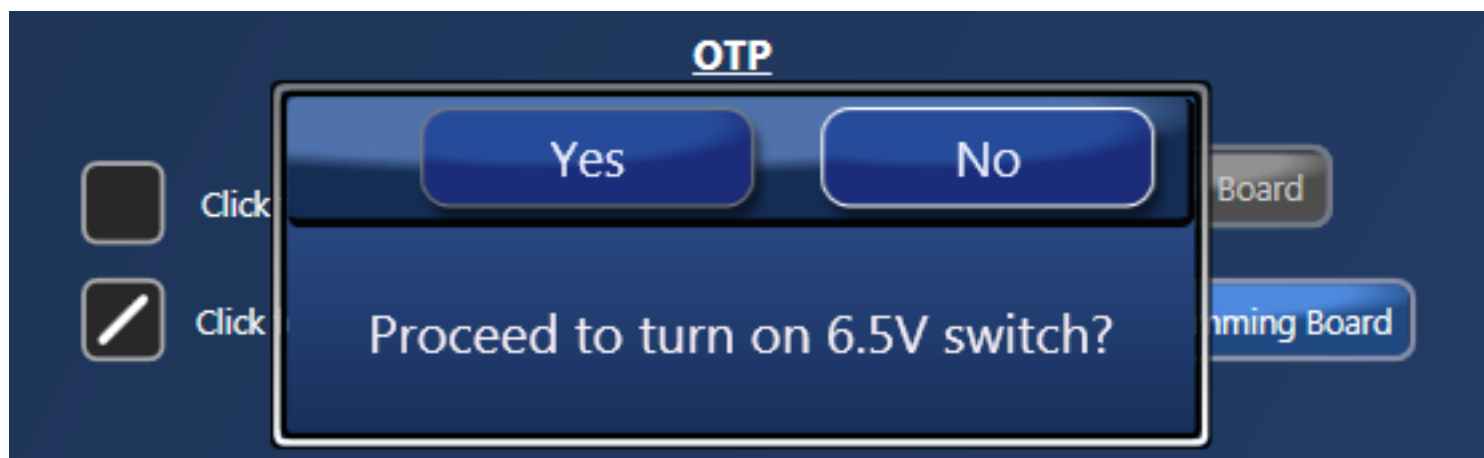 OTP
Yes
No
Click
Board
Click
Proceed to turn on 6.5V switch?
mming Board